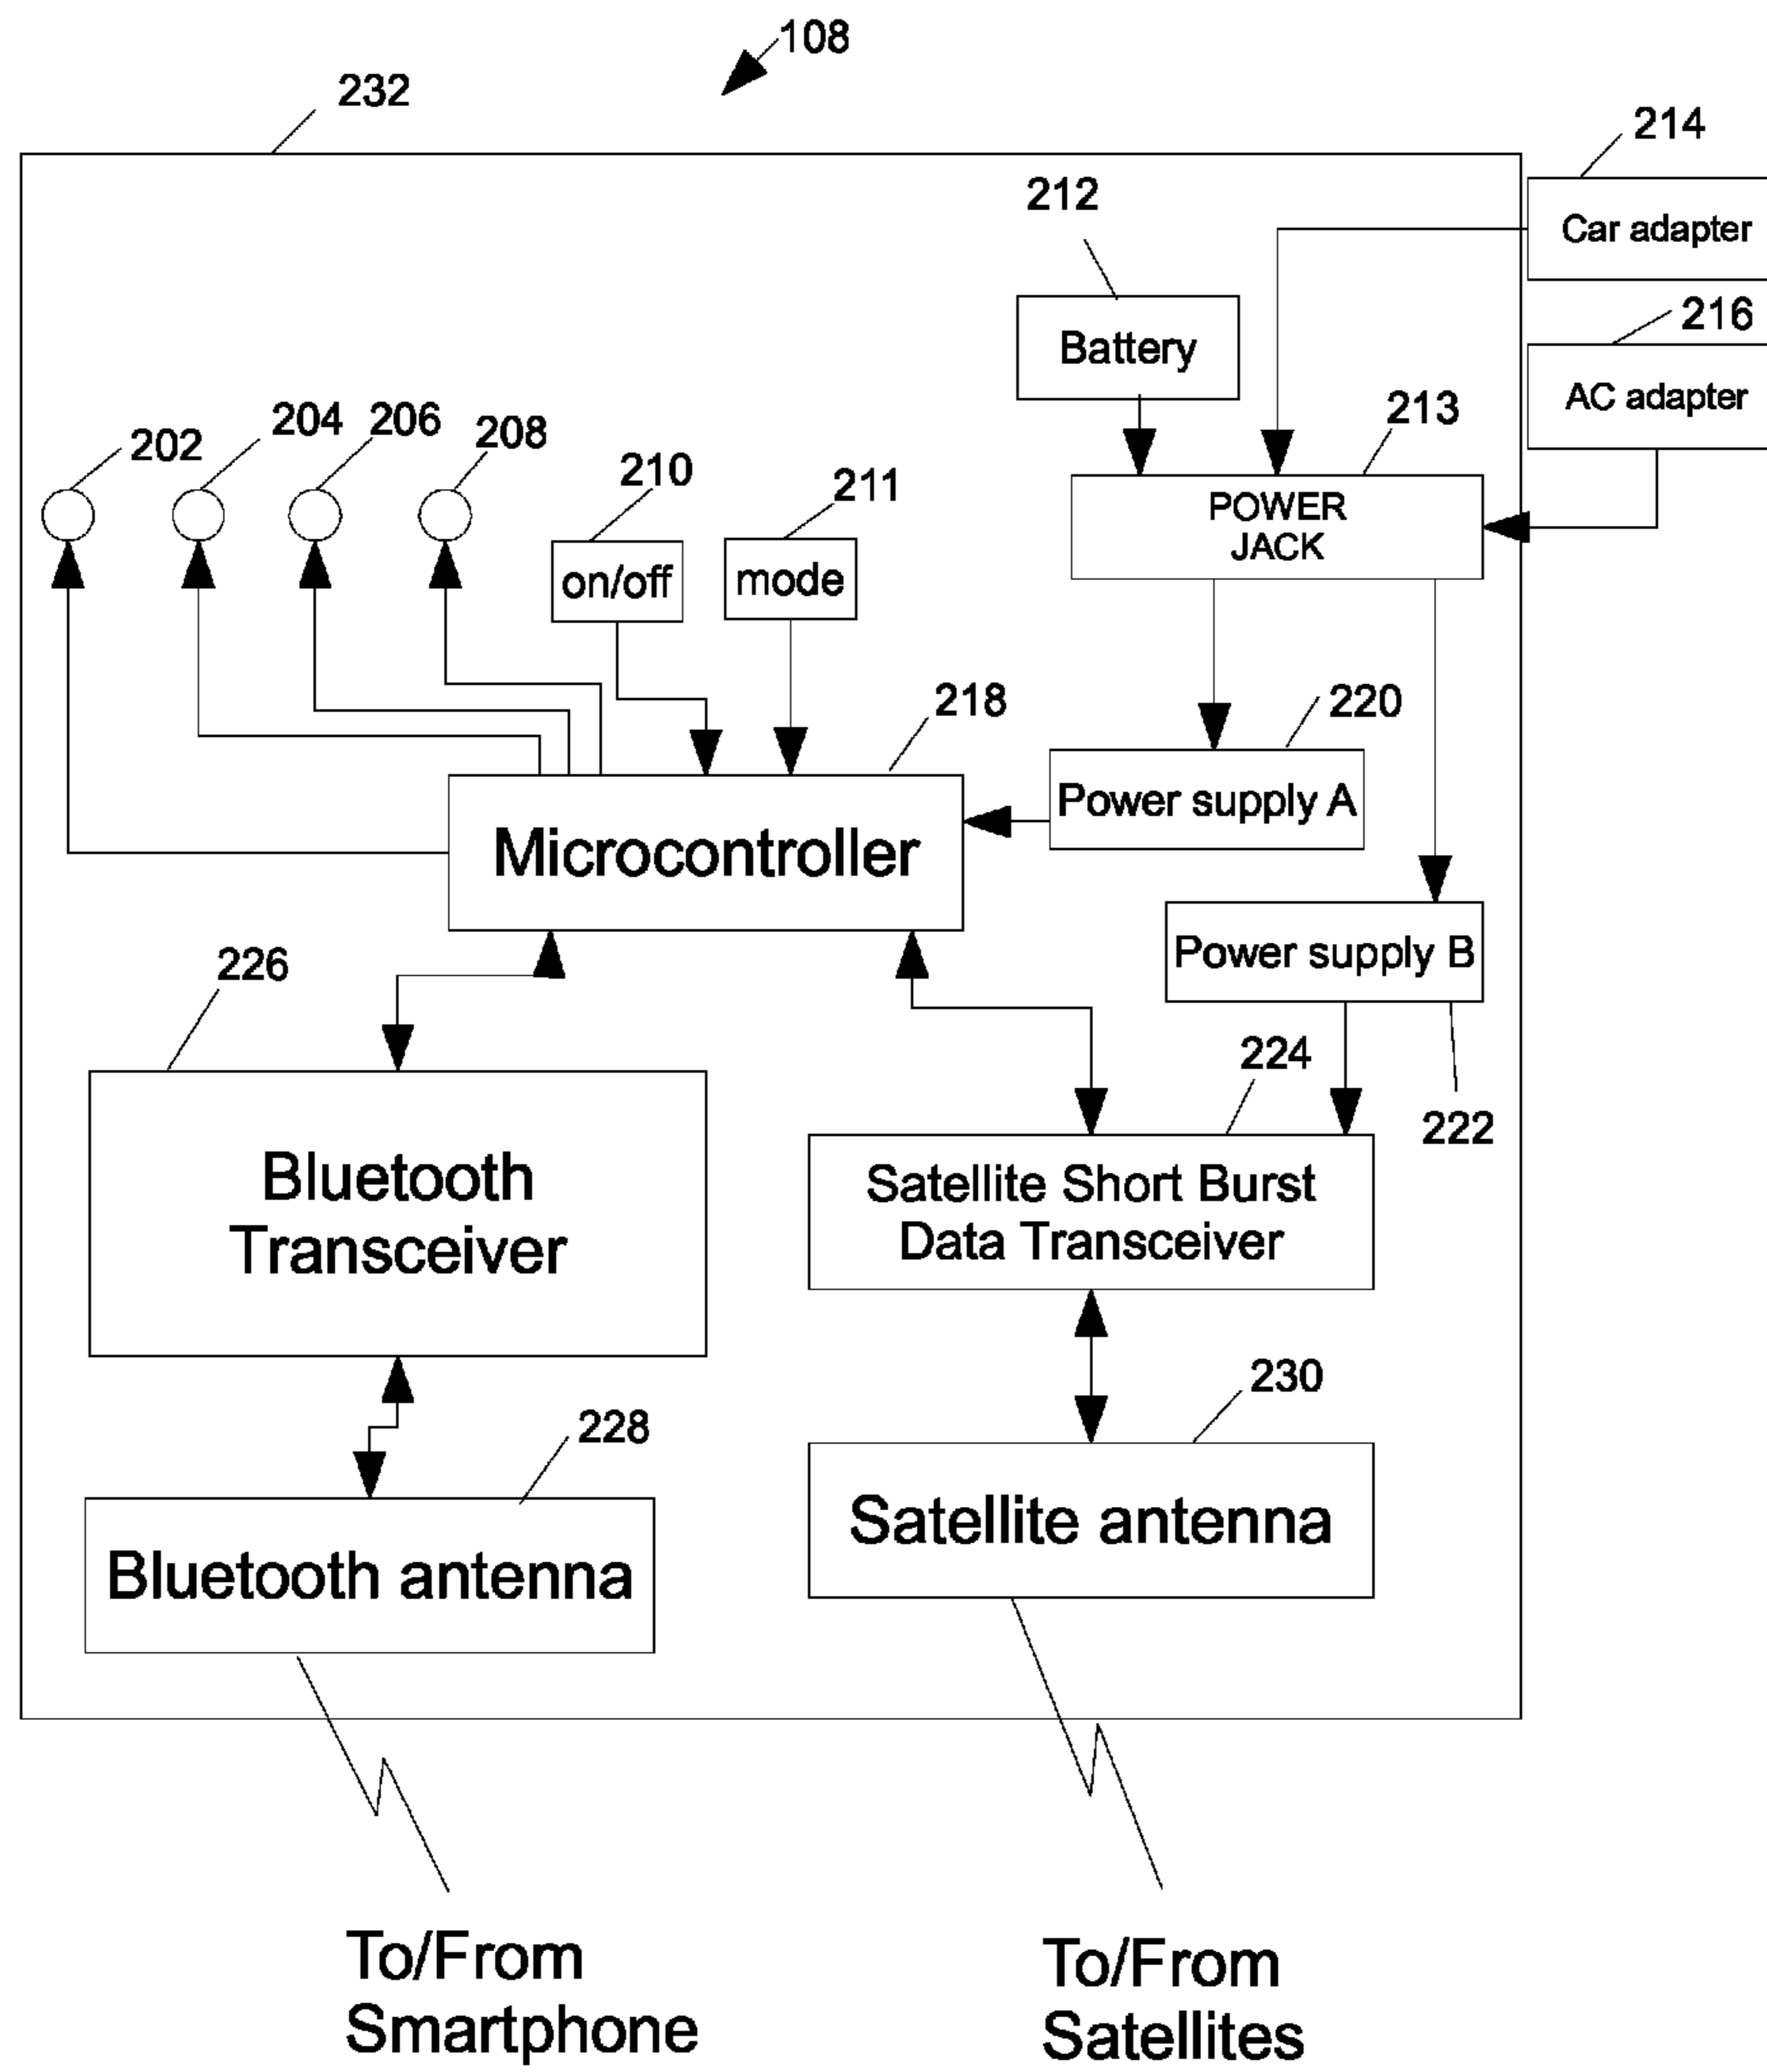 108
232
214
212
Car adapter
216
Battery
AC adapter
213
202
204
206
208
210
211
POWER
JACK
on/off
mode
218
220
Power supply A
Microcontroller
226
Power supply B
224
222
Bluetooth
Transceiver
Satellite Short Burst
Data Transceiver
230
228
Satellite antenna
Bluetooth antenna
To/From
Smartphone
To/From
Satellites